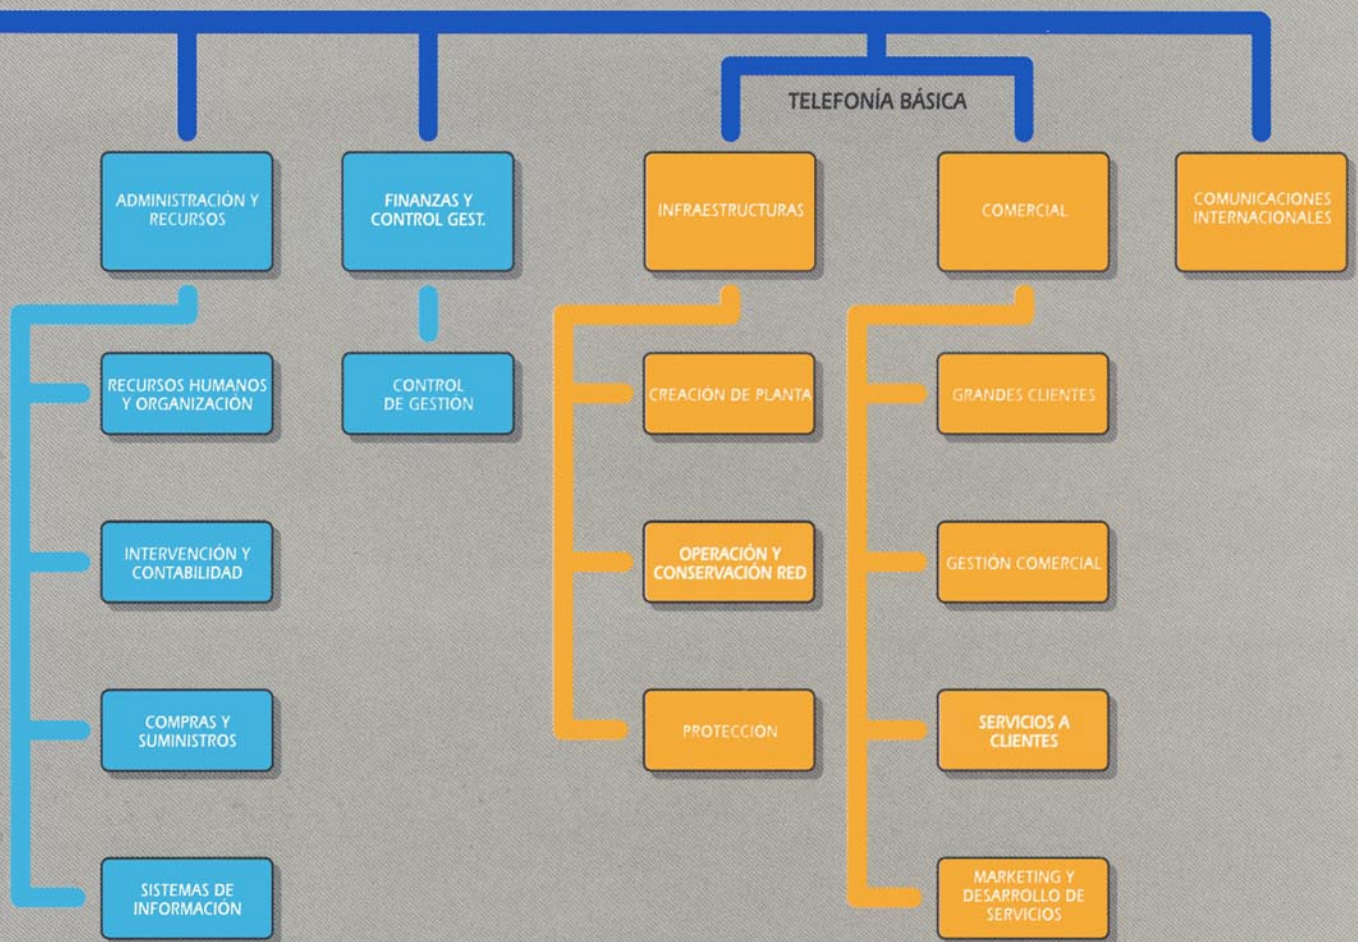 TELEFONÍA BÁSICA
ADMINISTRACIÓN Y
RECURSOS
FINANZAS Y
CONTROL GEST.
INFRAESTRUCTURAS
COMERCIAL
COMUNICACIONES
INTERNACIONALES
RECURSOS HUMANOS
Y ORGANIZACIÓN
CONTROL
DE GESTIÓN
CREACIÓN DE PLANTA
GRANDES CLIENTES
INTERVENCIÓN Y
CONTABILIDAD
OPERACIÓN Y
CONSERVACIÓN RED
GESTIÓN COMERCIAL
COMPRAS Y
SUMINISTROS
PROTECCIÓN
SERVICIOS A
CLIENTES
SISTEMAS DE
INFORMACIÓN
MARKETING Y
DESARROLLO DE
SERVICIOS